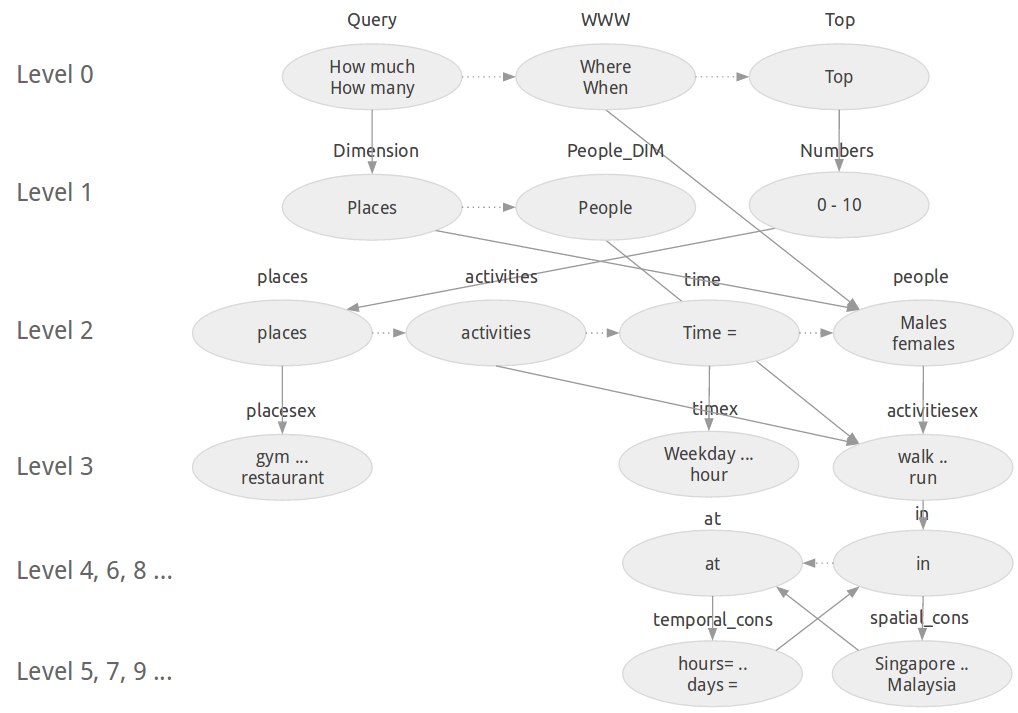 Query
WWW
Top
Level 0
How much
How many
Where
When
Top
Dimension
People_DIM
Numbers
Level 1
Places
People
0 - 10
places
activities
time
people
Level 2
places
activities
Time =
Males
females
placesex
timex
activitiesex
Level 3
gym ...
restaurant
Weekday ...
hour
walk ..
run
at
in
Level 4, 6, 8 ...
at
in
temporal_cons
spatial_cons
Level 5, 7, 9 ...
hours= ..
days =
Singapore ..
Malaysia